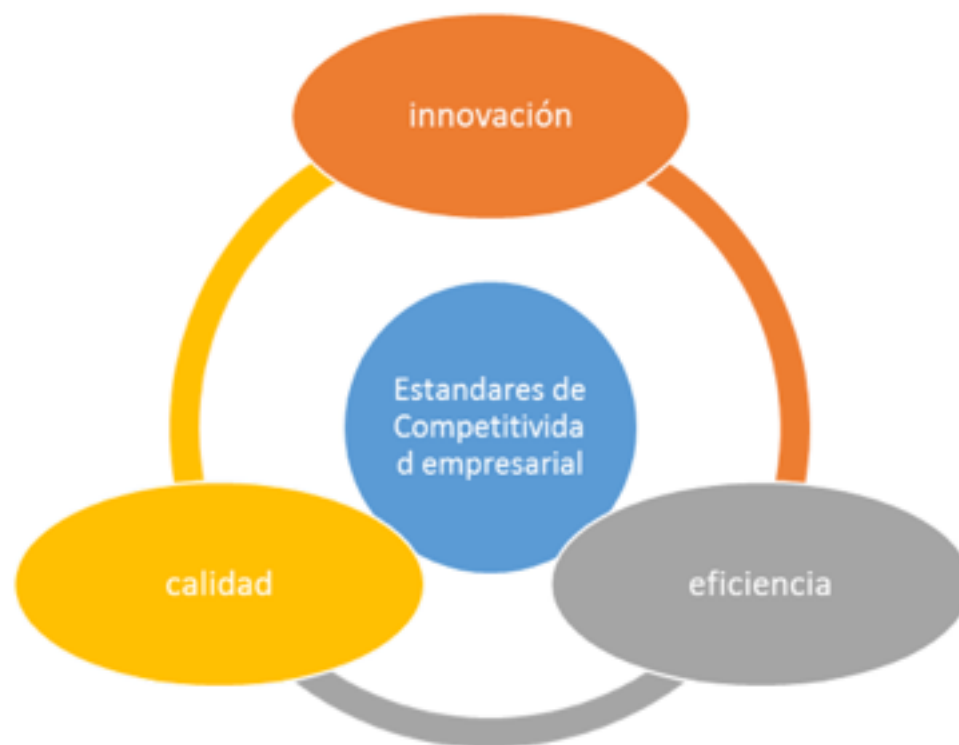 innovación
Estandares de
Competitivida
d empresarial
calidad
eficiencia